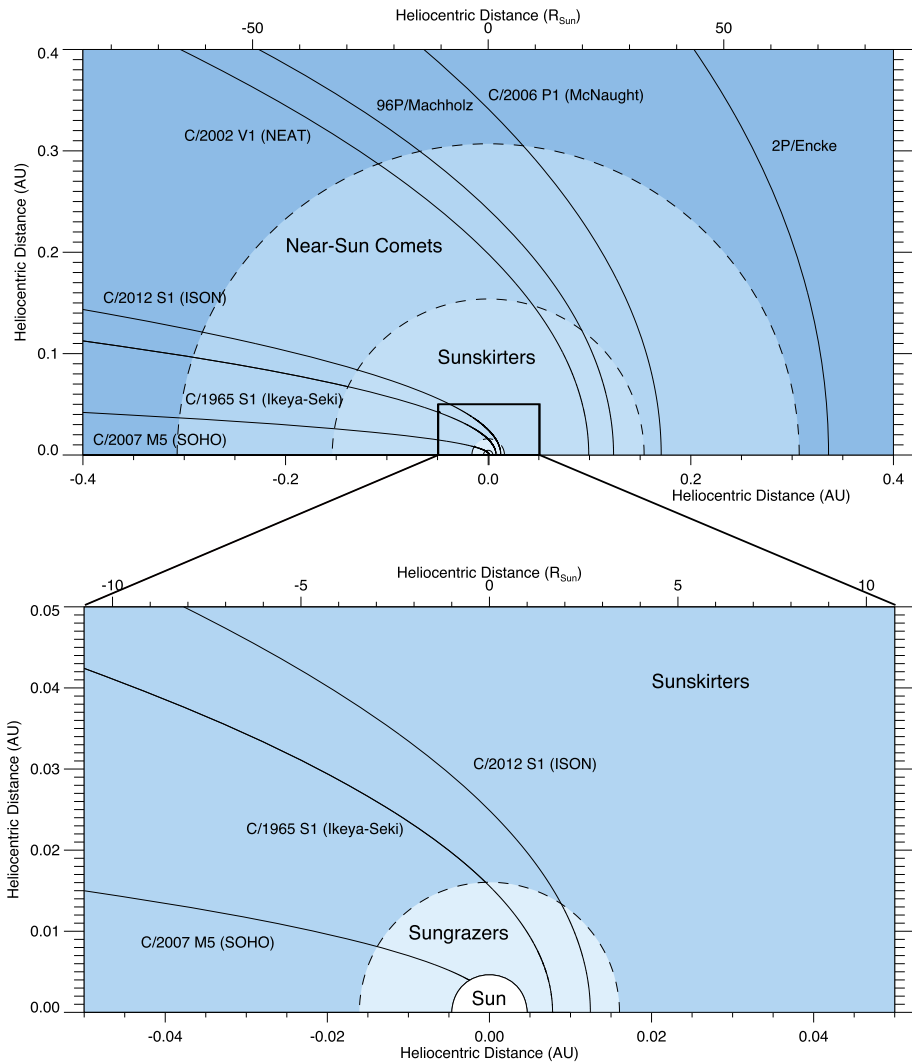 Heliocentric Distance (RSun)
-50 0 50
0.4
0.3
0.2
0.1
0.0
Heliocentric Distance (AU)
C/2006 P1 (McNaught)
96P/Machholz
C/2002 V1 (NEAT)
2P/Encke
Near-Sun Comets
C/2012 S1 (ISON)
Sunskirters
C/1965 S1 (Ikeya-Seki)
C/2007 M5 (SOHO)
-0.4 -0.2 0.0 0.2 0.4
Heliocentric Distance (AU)
Heliocentric Distance (RSun)
-10 -5 0 5 10
0.05
0.04
0.03
0.02
0.01
0.00
Heliocentric Distance (AU)
Sunskirters
C/2012 S1 (ISON)
C/1965 S1 (Ikeya-Seki)
Sungrazers
C/2007 M5 (SOHO)
Sun
-0.04 -0.02 0.00 0.02 0.04
Heliocentric Distance (AU)